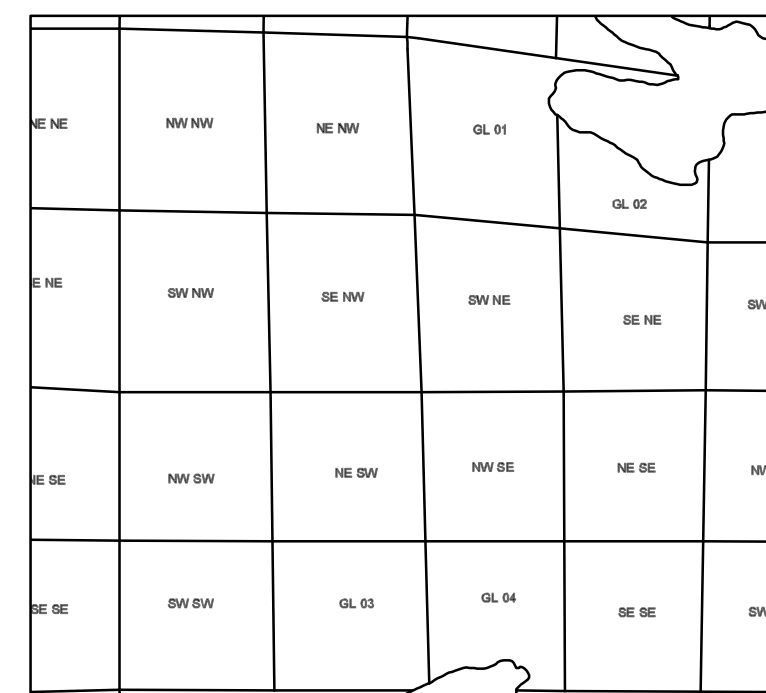 NE NE
NW NW
NE NW
GL 01
GL 02
E NE
SW NW
SE NW
SW NE
SE NE
SW
NE SE
NW SW
NE SW
NW SE
NE SE
NW
SE SE
SW SW
GL 03
GL 04
SE SE
SW